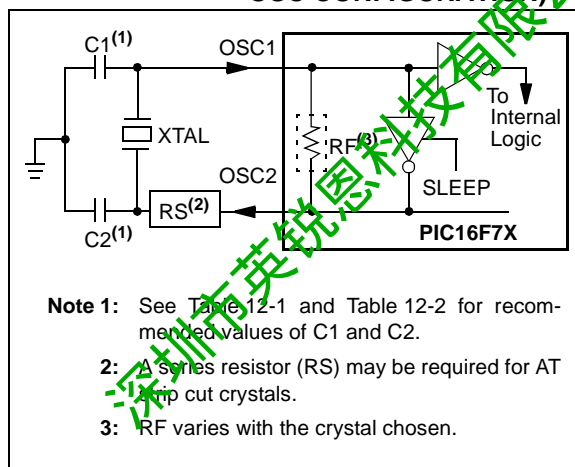 OSC CONFIGURATION)
C1(1)
OSC1
To
Internal
Logic
XTAL
RF(3)
OSC2
SLEEP
RS(2)
C2(1)
PIC16F7X
Note 1: See Table 12-1 and Table 12-2 for recom-
mended values of C1 and C2.
2: A series resistor (RS) may be required for AT
strip cut crystals.
3: RF varies with the crystal chosen.
深圳市英锐恩科技有限